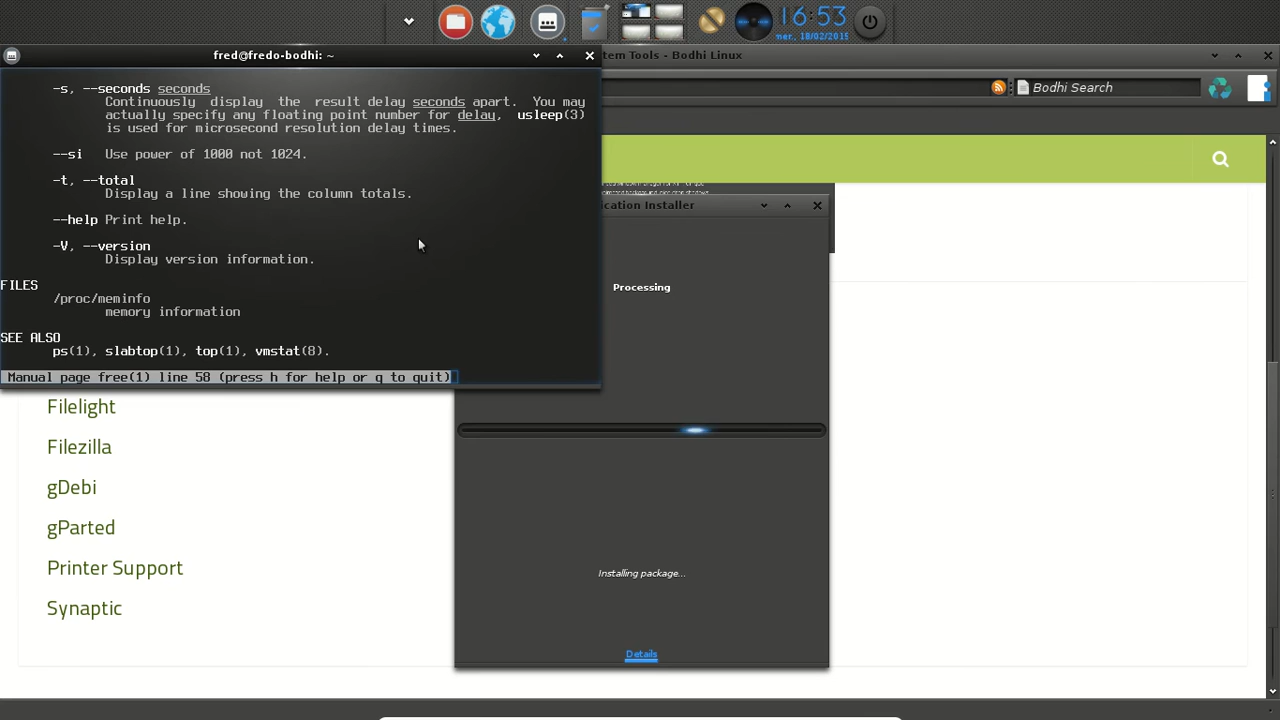 16:53
mer., 18/02/2015
fred@fredo-bodhi: ~
tem Tools - Bodhi Linux
Bodhi Search
-s, --seconds seconds
Continuously display the result delay seconds apart. You may
actually specify any floating point number for delay, usleep(3)
is used for microsecond resolution delay times.
--si Use power of 1000 not 1024.
-t, --total
Display a line showing the column totals.
--help Print help.
-V, --version
Display version information.
FILES
/proc/meminfo
memory information
SEE ALSO
ps(1), slabtop(1), top(1), vmstat(8).
Manual page free(1) line 58 (press h for help or q to quit)
ication Installer
Processing
Installing package...
Details
Filelight
Filezilla
gDebi
gParted
Printer Support
Synaptic